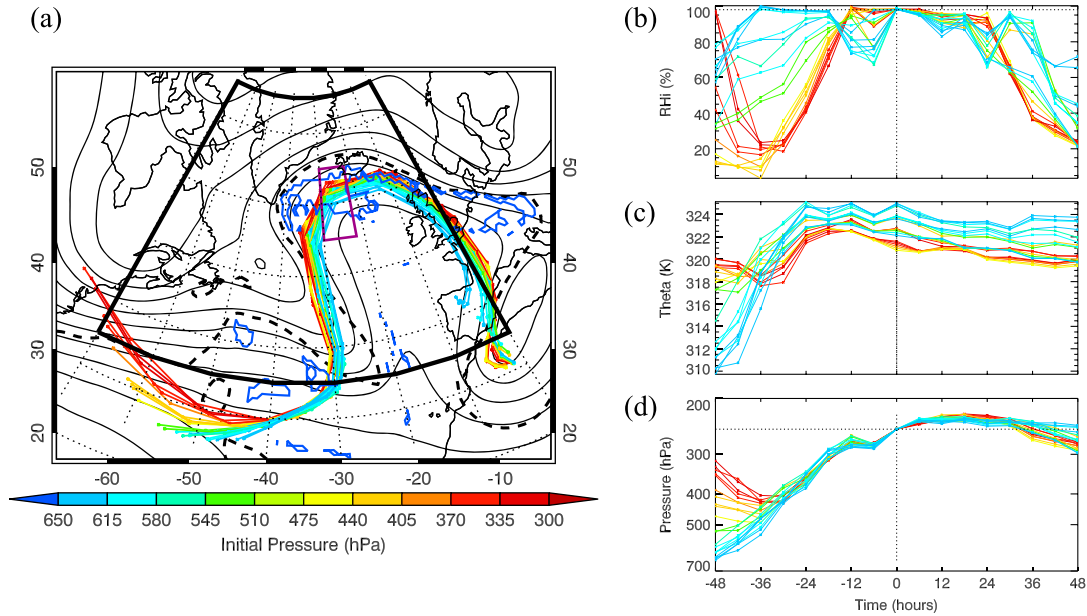 (a)
50
40
30
20
50
40
30
20
-60 -50 -40 -30 -20 -10
650 615 580 545 510 475 440 405 370 335 300
Initial Pressure (hPa)
(b)
100
80
60
40
20
RHi (%)
(c)
324
322
320
318
316
314
312
310
Theta (K)
(d)
200
300
400
500
700
Pressure (hPa)
-48 -36 -24 -12 0 12 24 36 48
Time (hours)